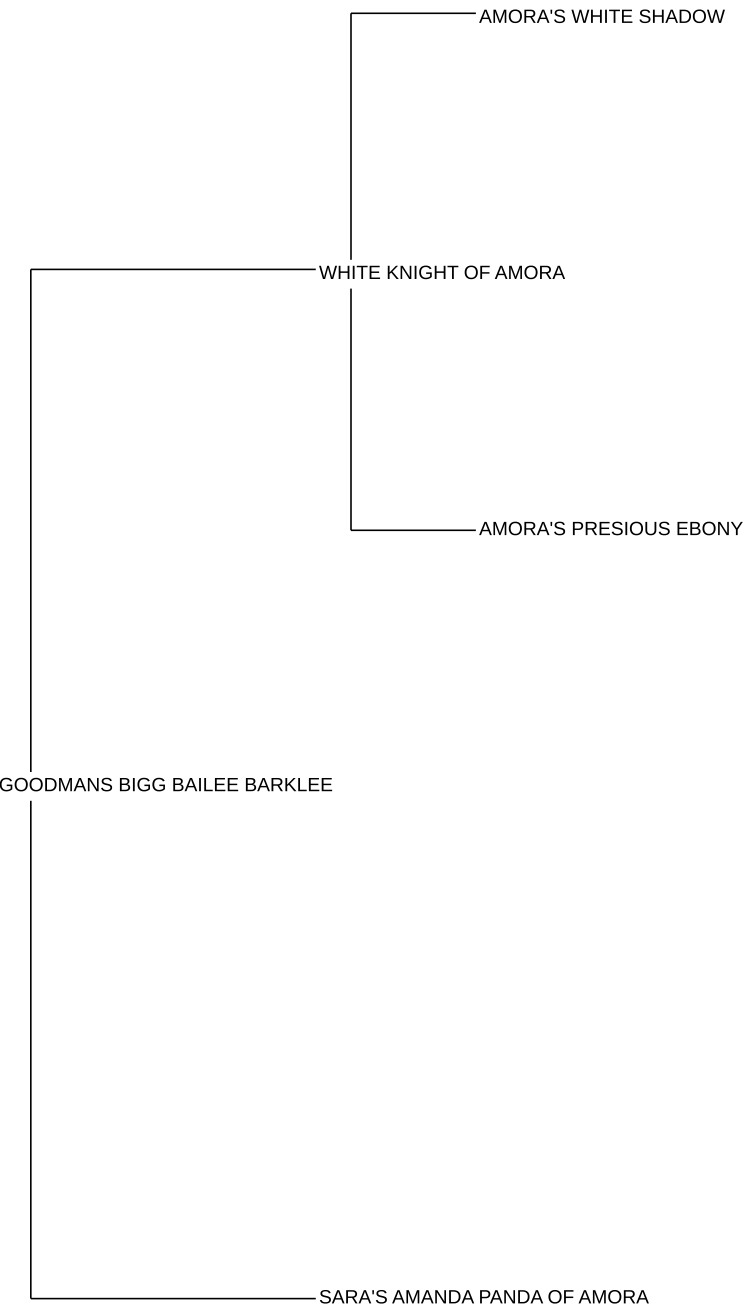 AMORA'S WHITE SHADOW
WHITE KNIGHT OF AMORA
AMORA'S PRESIOUS EBONY
GOODMANS BIGG BAILEE BARKLEE
SARA'S AMANDA PANDA OF AMORA